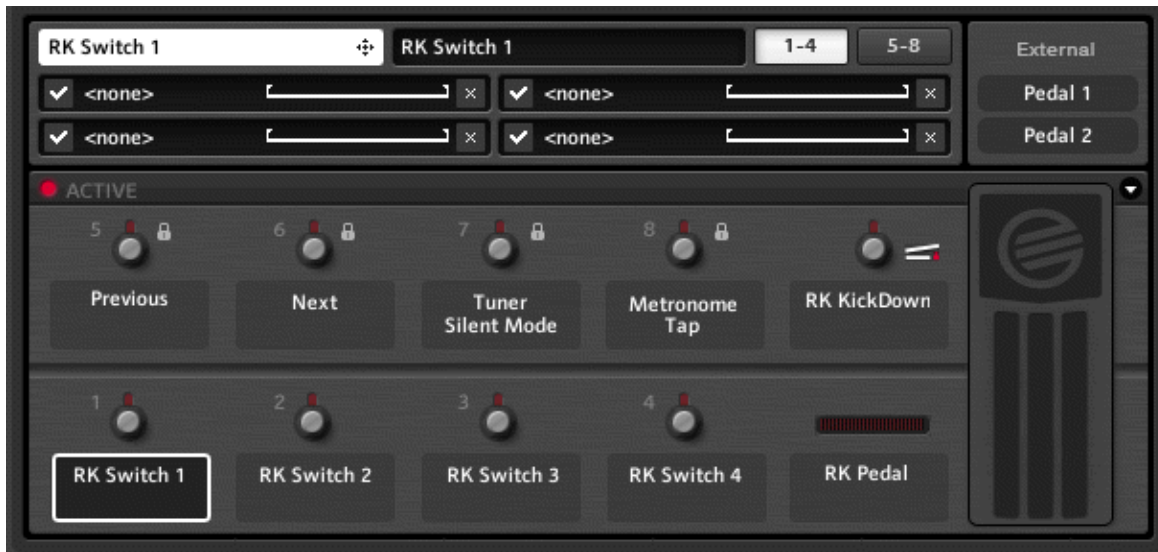 RK Switch 1
RK Switch 1
1-4
5-8
External
<none>
<none>
Pedal 1
<none>
<none>
Pedal 2
ACTIVE
5
6
7
8
Previous
Next
Tuner
Silent Mode
Metronome
Tap
RK KickDown
1
2
3
4
RK Switch 1
RK Switch 2
RK Switch 3
RK Switch 4
RK Pedal